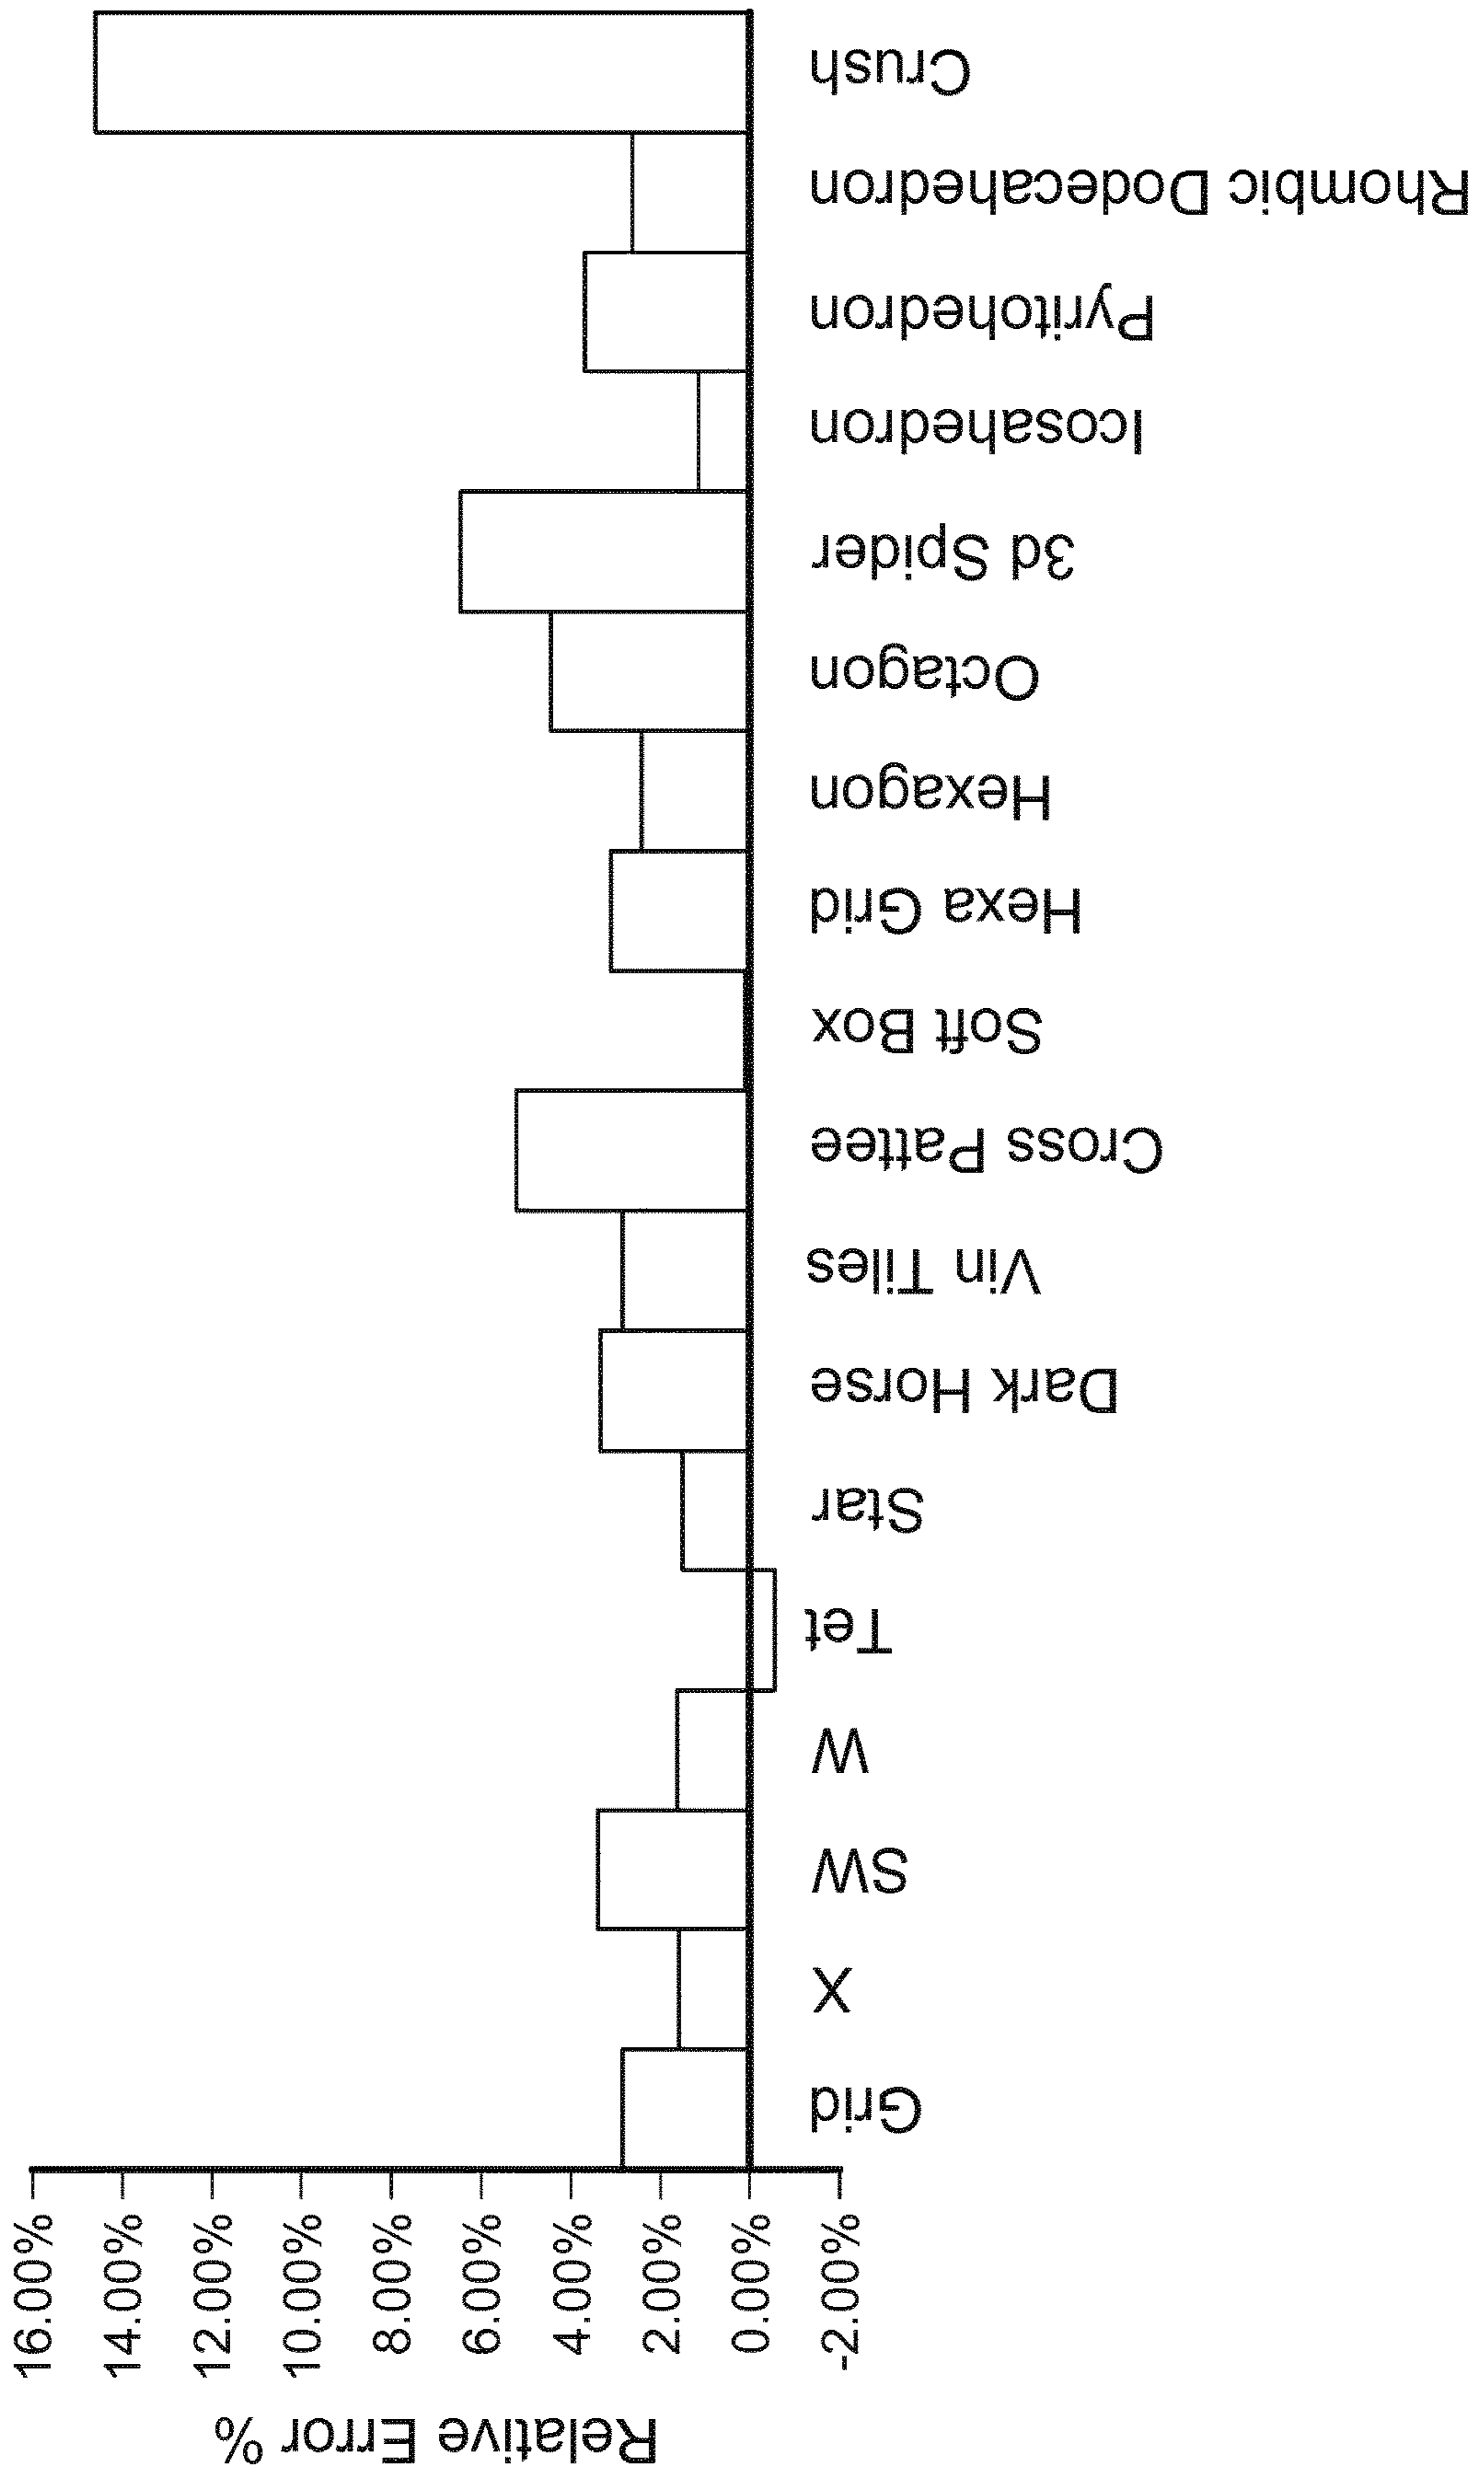 Relative Error %
16.00%
14.00%
12.00%
10.00%
8.00%
6.00%
4.00%
2.00%
0.00%
-2.00%
Grid
X
SW
W
Tet
Star
Dark Horse
Vin Tiles
Cross Pattee
Soft Box
Hexa Grid
Hexagon
Octagon
3d Spider
Icosahedron
Pyritohedron
Rhombic Dodecahedron
Crush